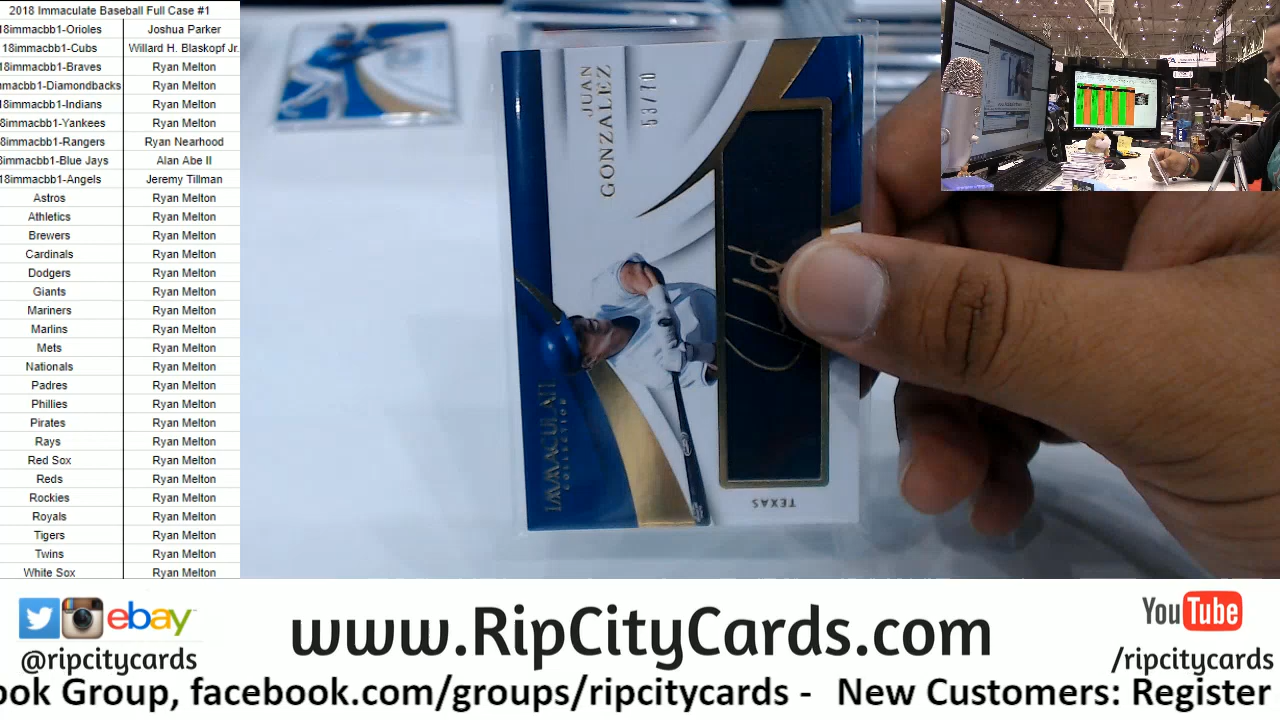 2018 Immaculate Baseball Full Case #1
18immacbb1-Orioles Joshua Parker
18immacbb1-Cubs Willard H. Blaskopf Jr.
18immacbb1-Braves Ryan Melton
mmacbb1-Diamondbacks Ryan Melton
18immacbb1-Indians Ryan Melton
8immacbb1-Yankees Ryan Melton
8immacbb1-Rangers Ryan Nearhood
8immacbb1-Blue Jays Alan Abe II
18immacbb1-Angels Jeremy Tillman
Astros Ryan Melton
Athletics Ryan Melton
Brewers Ryan Melton
Cardinals Ryan Melton
Dodgers Ryan Melton
Giants Ryan Melton
Mariners Ryan Melton
Marlins Ryan Melton
Mets Ryan Melton
Nationals Ryan Melton
Padres Ryan Melton
Phillies Ryan Melton
Pirates Ryan Melton
Rays Ryan Melton
Red Sox Ryan Melton
Reds Ryan Melton
Rockies Ryan Melton
Royals Ryan Melton
Tigers Ryan Melton
Twins Ryan Melton
White Sox Ryan Melton
JUAN
GONZALEZ
53/70
IMMACULATE
COLLECTION
TEXAS
ebay
@ripcitycards
www.RipCityCards.com
YouTube
/ripcitycards
ook Group, facebook.com/groups/ripcitycards - New Customers: Register